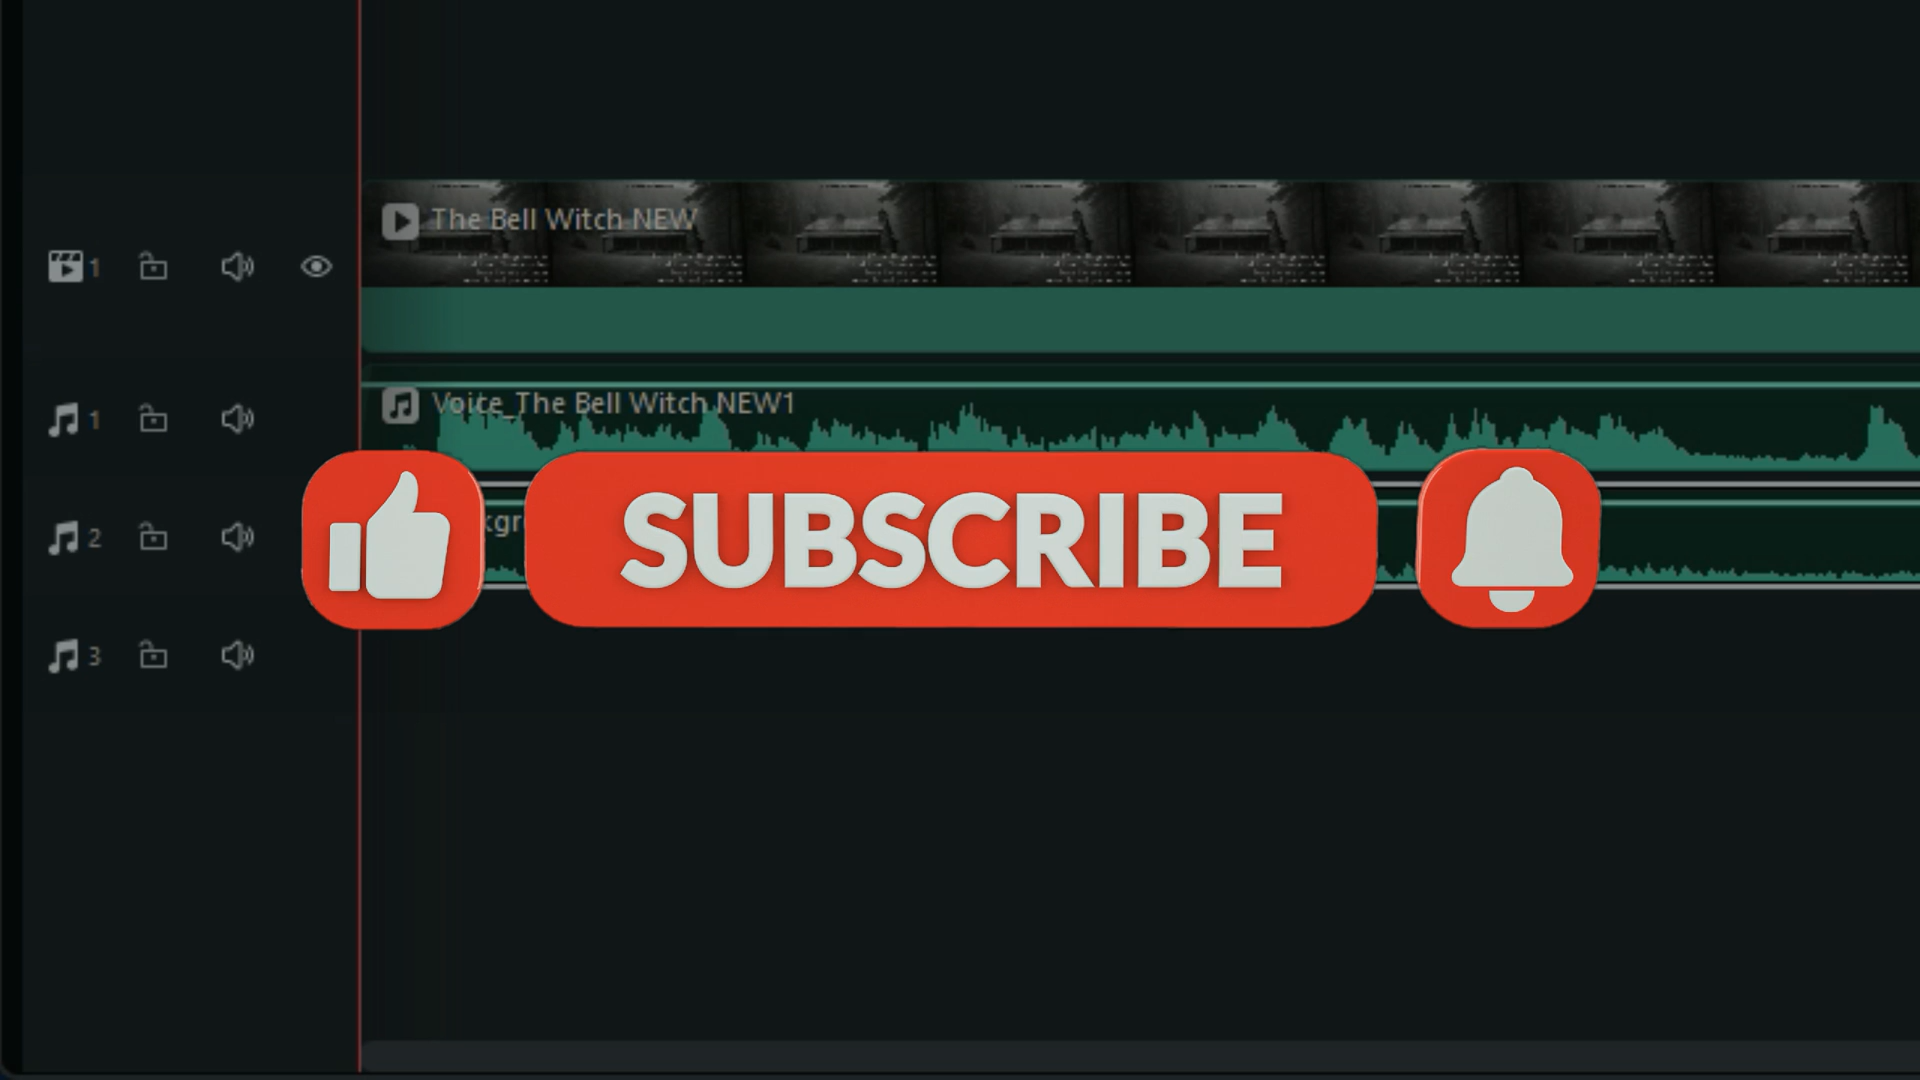 The Bell Witch NEW
1
Voice_The Bell Witch NEW1
1
SUBSCRIBE
2
3